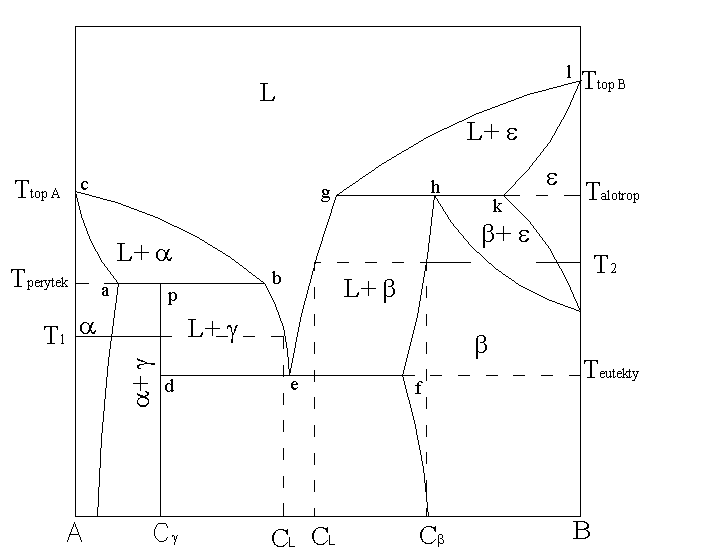 l
T top B
L
L+ ε
ε
T top A
c
g
h
k
T alotrop
β+ ε
L+ α
T perytek
a
p
b
L+ β
T 2
T 1
α
L+ γ
β
α+ γ
d
e
f
T eutekty
A
C γ
C L
C L
C β
B